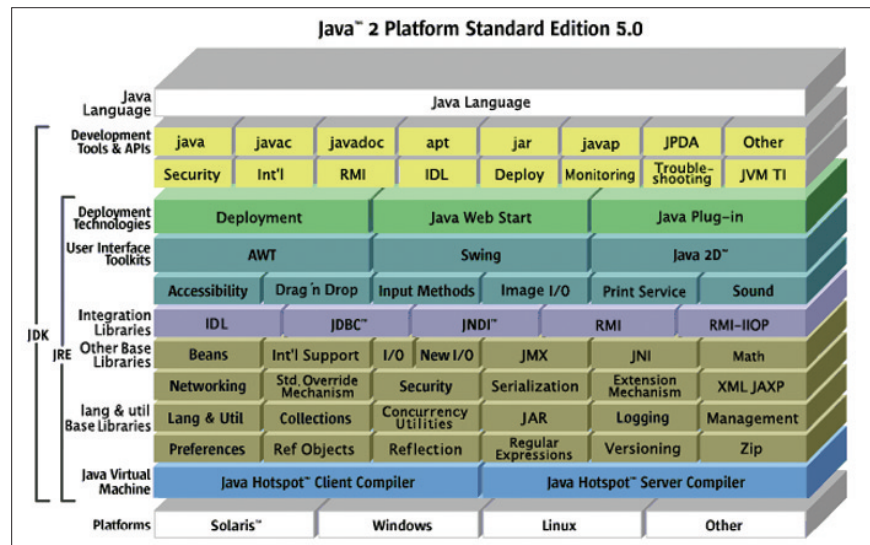 Java™ 2 Platform Standard Edition 5.0
Java Language
Java Language
JDK
Development Tools & APIs
java javac javadoc apt jar javap JPDA Other
Security Int'l RMI IDL Deploy Monitoring Trouble-shooting JVM TI
JRE
Deployment Technologies
Deployment Java Web Start Java Plug-in
User Interface Toolkits
AWT Swing Java 2D™
Accessibility Drag 'n Drop Input Methods Image I/O Print Service Sound
Integration Libraries
IDL JDBC™ JNDI™ RMI RMI-IIOP
Other Base Libraries
Beans Int'l Support I/O New I/O JMX JNI Math
Networking Std. Override Mechanism Security Serialization Extension Mechanism XML JAXP
lang & util Base Libraries
Lang & Util Collections Concurrency Utilities JAR Logging Management
Preferences Ref Objects Reflection Regular Expressions Versioning Zip
Java Virtual Machine
Java Hotspot™ Client Compiler Java Hotspot™ Server Compiler
Platforms
Solaris™ Windows Linux Other